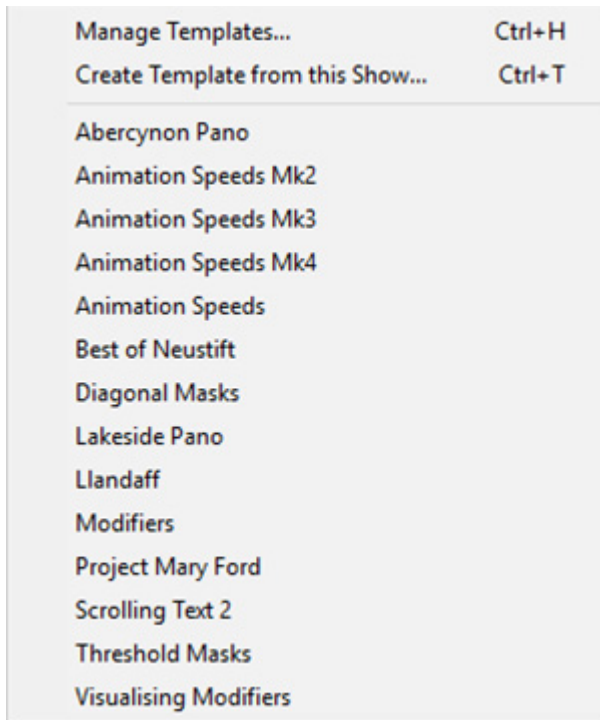 Manage Templates... Ctrl+H
Create Template from this Show... Ctrl+T
Abercynon Pano
Animation Speeds Mk2
Animation Speeds Mk3
Animation Speeds Mk4
Animation Speeds
Best of Neustift
Diagonal Masks
Lakeside Pano
Llandaff
Modifiers
Project Mary Ford
Scrolling Text 2
Threshold Masks
Visualising Modifiers